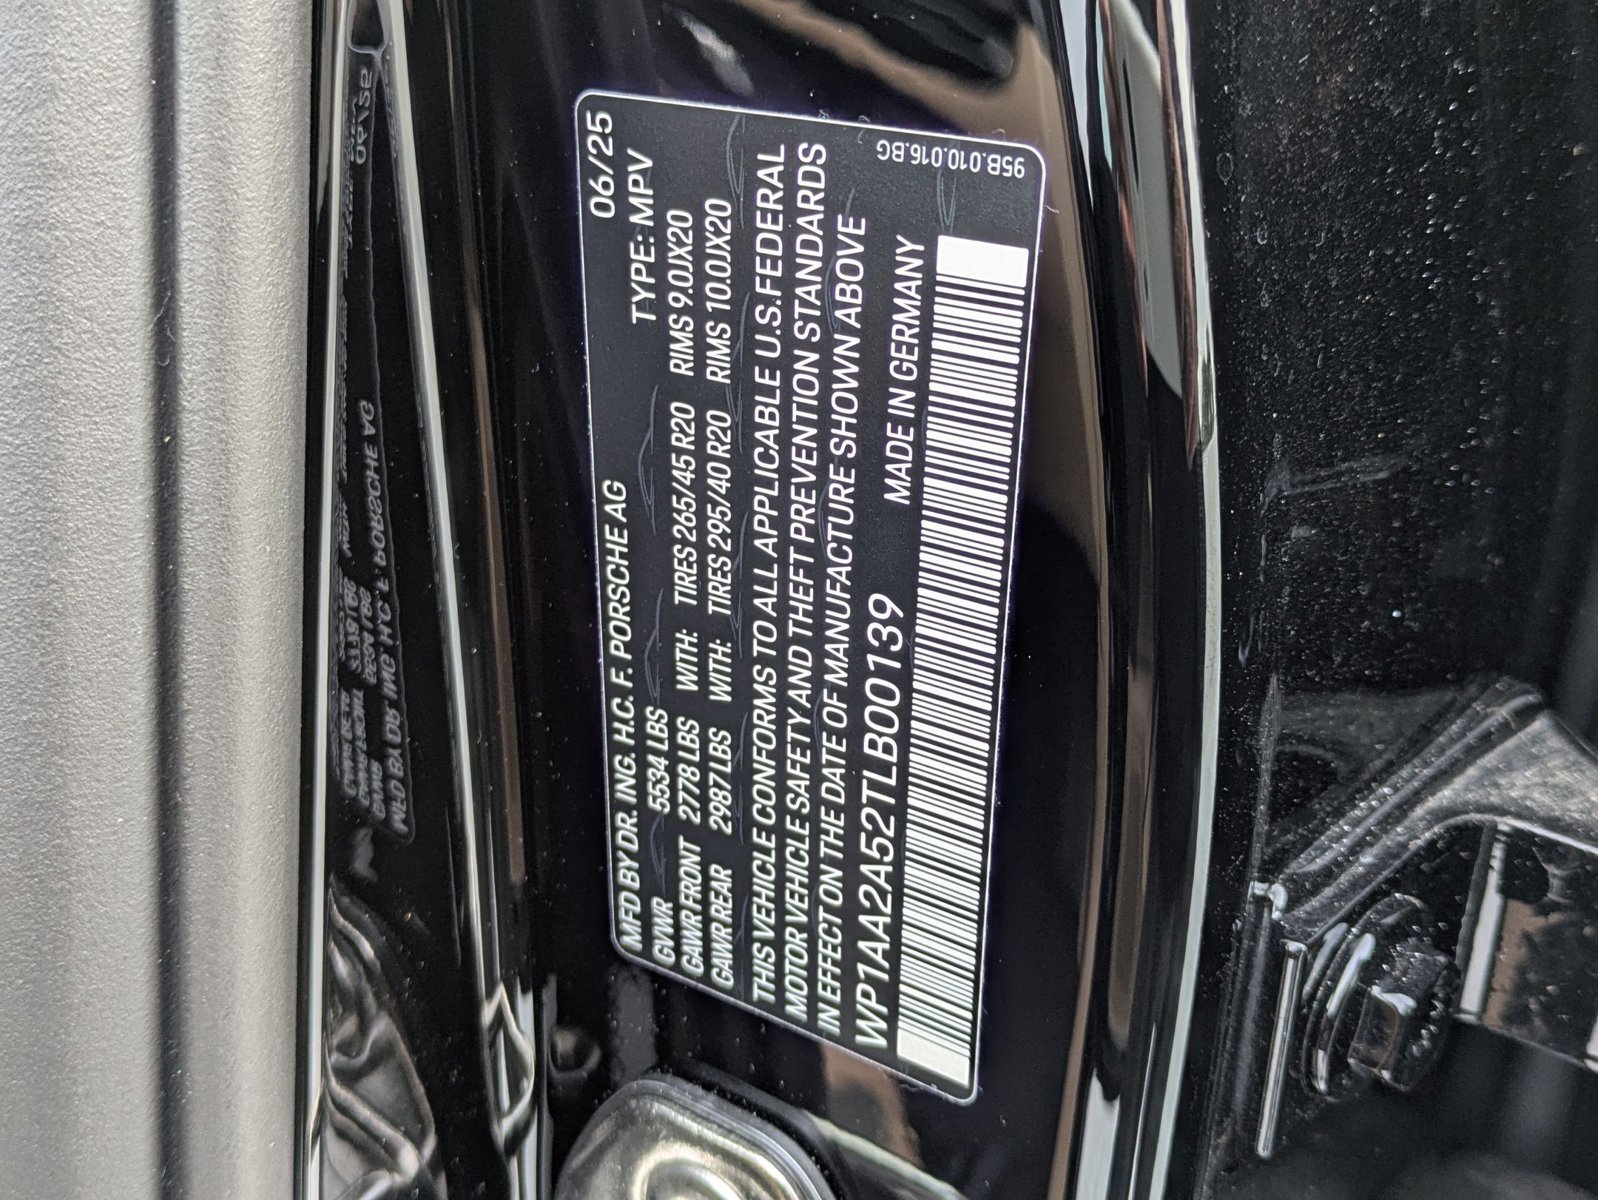 MFD BY DR. ING. H.C. F. PORSCHE AG 06/25
GVWR 5534 LBS TYPE: MPV
GAWR FRONT 2778 LBS WITH: TIRES 265/45 R20 RIMS 9.0JX20
GAWR REAR 2987 LBS WITH: TIRES 295/40 R20 RIMS 10.0JX20
THIS VEHICLE CONFORMS TO ALL APPLICABLE U.S.FEDERAL
MOTOR VEHICLE SAFETY AND THEFT PREVENTION STANDARDS
IN EFFECT ON THE DATE OF MANUFACTURE SHOWN ABOVE
WP1AA2A52TLB00139 MADE IN GERMANY
95B.010.016.BG